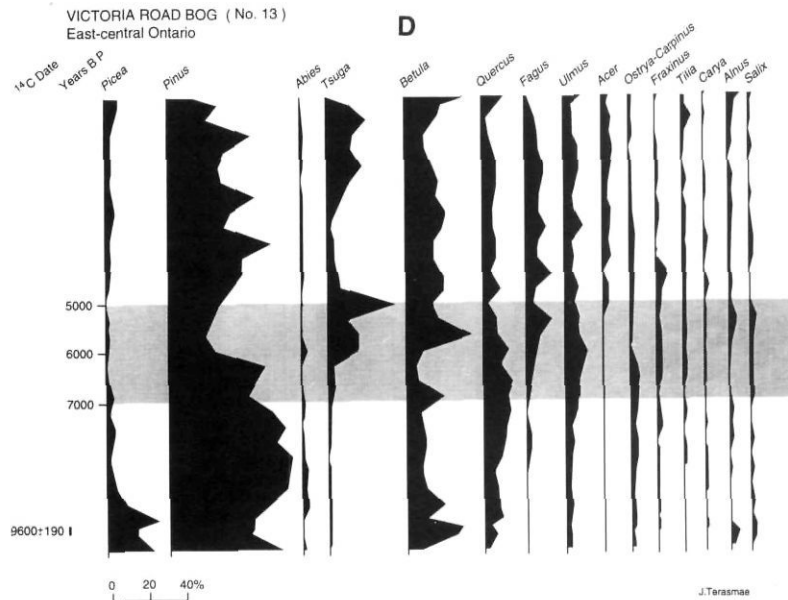 VICTORIA ROAD BOG ( No. 13 )
East-central Ontario
D
¹⁴C Date
Years B P
Picea
Pinus
Abies
Tsuga
Betula
Quercus
Fagus
Ulmus
Acer
Ostrya-Carpinus
Fraxinus
Tilia
Carya
Alnus
Salix
5000
6000
7000
9600±190
0 20 40%
J.Terasmae